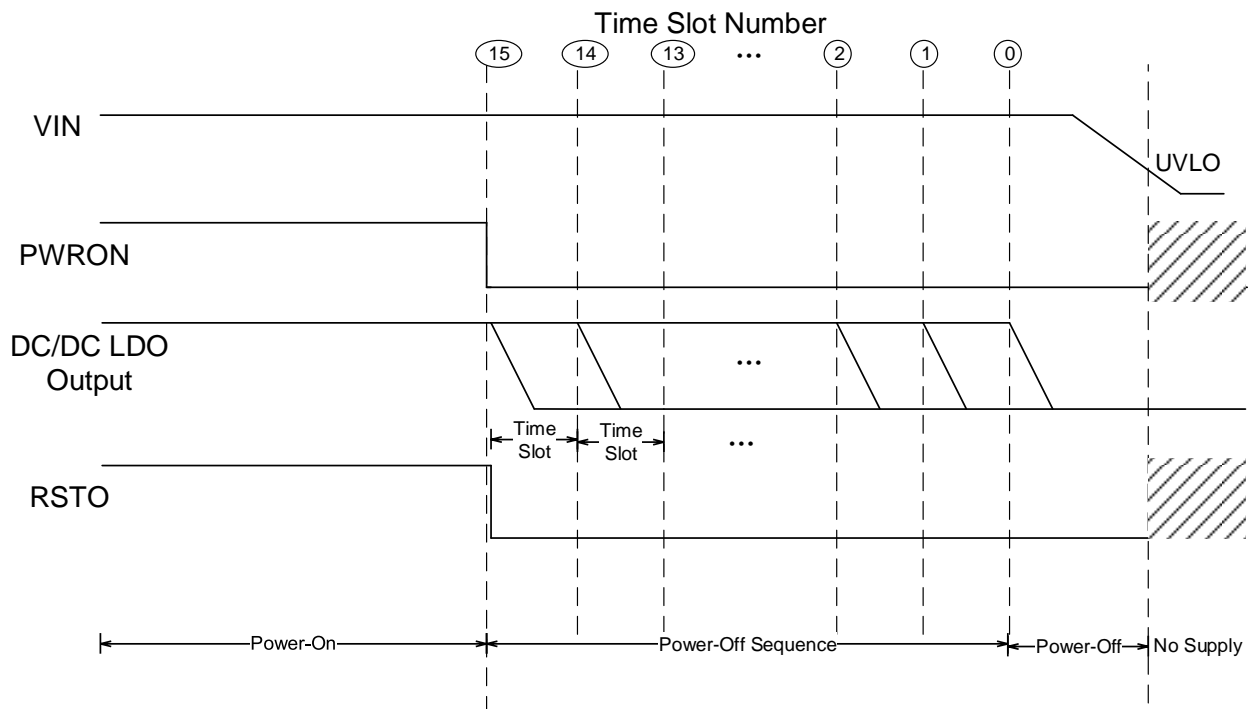 Time Slot Number
15 14 13 ... 2 1 0
VIN
UVLO
PWRON
DC/DC LDO
Output
...
Time
Slot
Time
Slot
...
RSTO
Power-On
Power-Off Sequence
Power-Off
No Supply